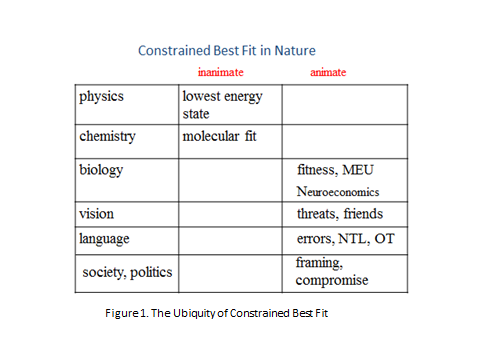 Constrained Best Fit in Nature
inanimate animate
physics lowest energy
state
chemistry molecular fit
biology fitness, MEU
Neuroeconomics
vision threats, friends
language errors, NTL, OT
society, politics framing,
compromise
Figure 1. The Ubiquity of Constrained Best Fit